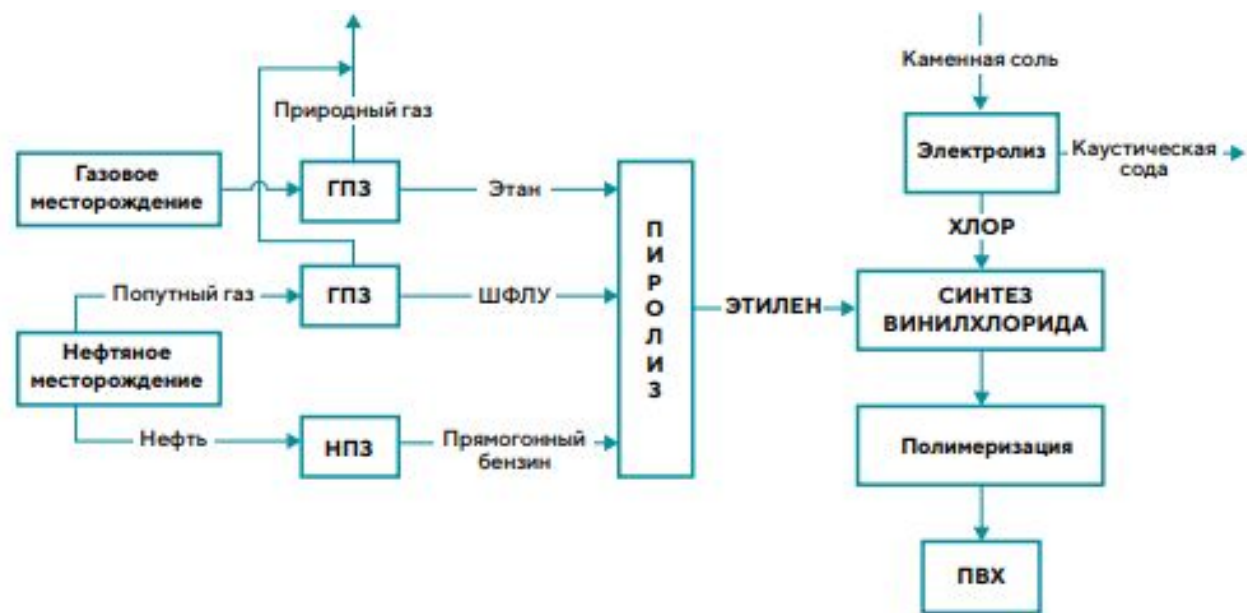 Каменная соль
Природный газ
Электролиз
Каустическая
сода
Газовое
месторождение
ГПЗ
Этан
ХЛОР
Попутный газ
ГПЗ
ШФЛУ
ПИРОЛИЗ
ЭТИЛЕН
СИНТЕЗ
ВИНИЛХЛОРИДА
Нефтяное
месторождение
Нефть
НПЗ
Прямогонный
бензин
Полимеризация
ПВХ